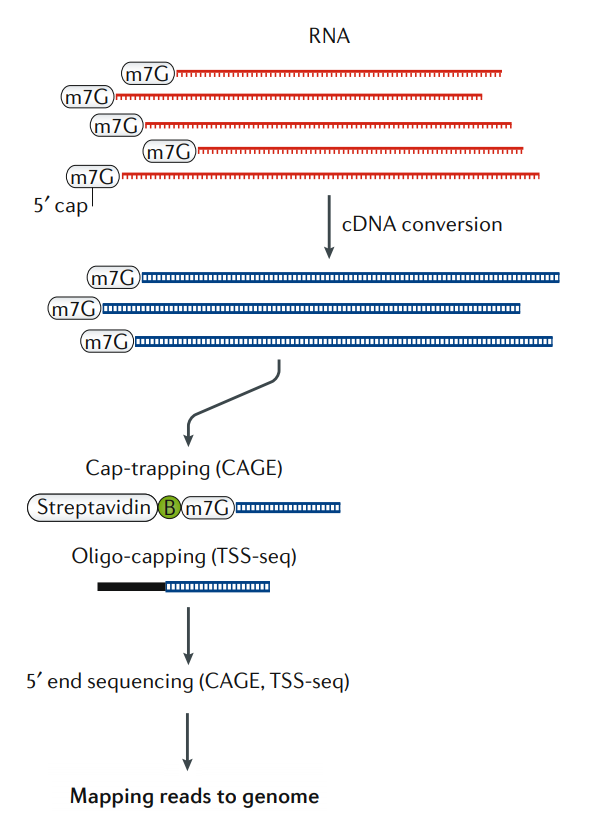 RNA
m7G
m7G
m7G
m7G
m7G
5′ cap
cDNA conversion
m7G
m7G
m7G
Cap-trapping (CAGE)
Streptavidin B m7G
Oligo-capping (TSS-seq)
5′ end sequencing (CAGE, TSS-seq)
Mapping reads to genome